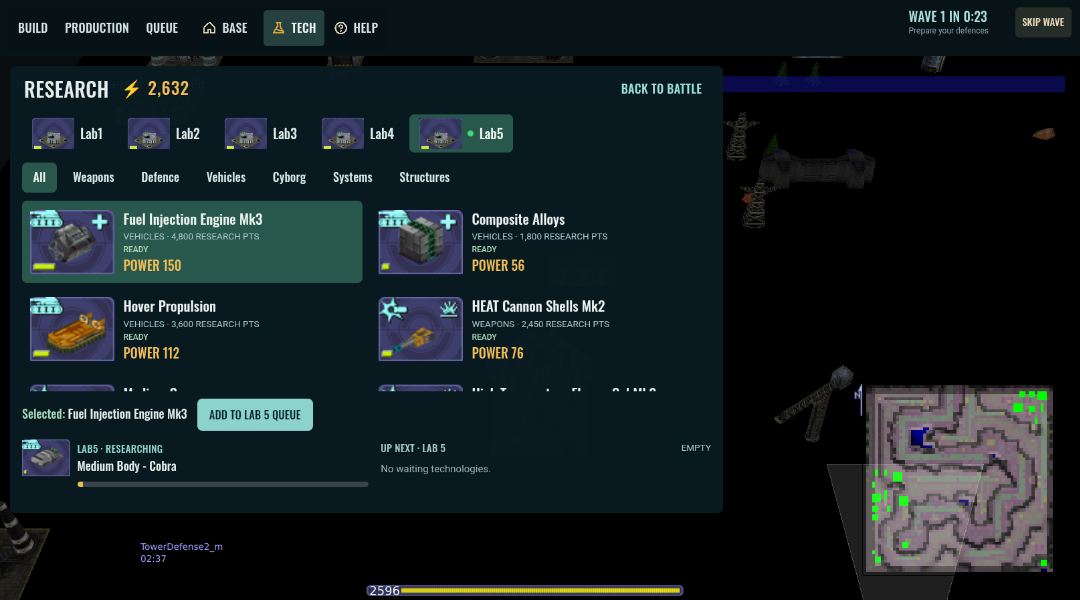 BUILD PRODUCTION QUEUE BASE TECH HELP
WAVE 1 IN 0:23
Prepare your defences
SKIP WAVE
RESEARCH 2,632
BACK TO BATTLE
Lab1 Lab2 Lab3 Lab4 Lab5
All Weapons Defence Vehicles Cyborg Systems Structures
Fuel Injection Engine Mk3
VEHICLES · 4,800 RESEARCH PTS
READY
POWER 150
Composite Alloys
VEHICLES · 1,800 RESEARCH PTS
READY
POWER 56
Hover Propulsion
VEHICLES · 3,600 RESEARCH PTS
READY
POWER 112
HEAT Cannon Shells Mk2
WEAPONS · 2,450 RESEARCH PTS
READY
POWER 76
Selected: Fuel Injection Engine Mk3
ADD TO LAB 5 QUEUE
LAB5 · RESEARCHING
Medium Body - Cobra
UP NEXT · LAB 5
EMPTY
No waiting technologies.
N
TowerDefense2_m
02:37
2596